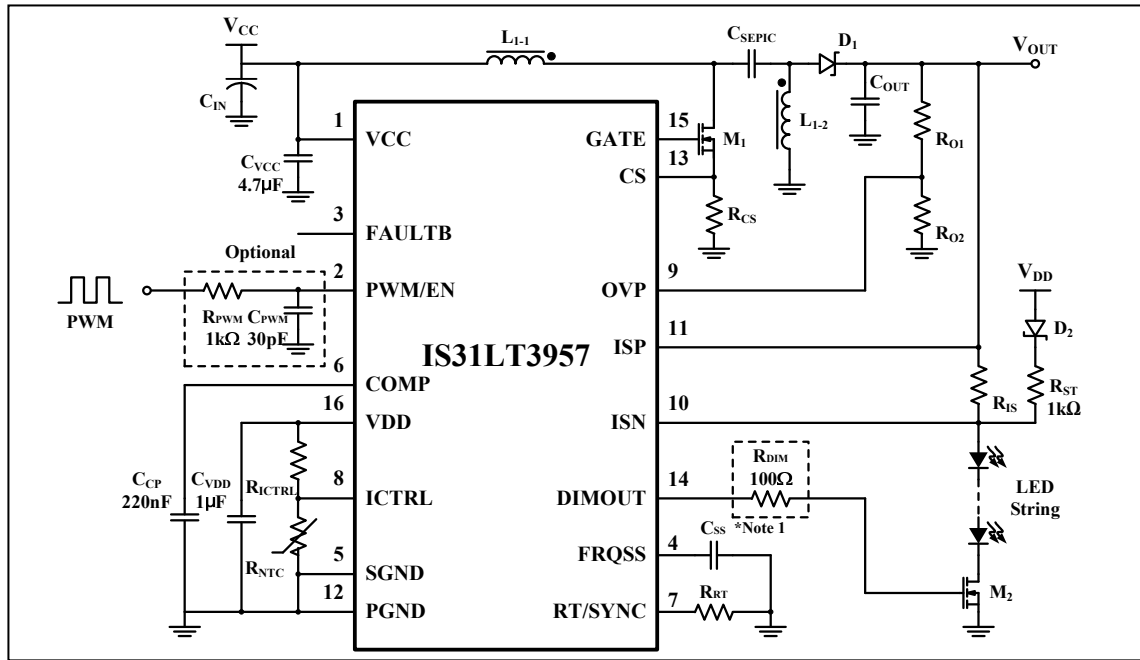 VCC
CIN
L1-1
CSEPIC
D1
VOUT
COUT
1
VCC
CVCC
4.7μF
GATE
15
M1
L1-2
RO1
13
CS
RCS
RO2
3
FAULTB
Optional
PWM
RPWM
1kΩ
CPWM
30pF
2
PWM/EN
9
OVP
VDD
D2
11
ISP
IS31LT3957
RIS
RST
1kΩ
6
COMP
10
ISN
16
VDD
CCP
220nF
CVDD
1μF
RICTRL
8
ICTRL
RDIM
100Ω
14
DIMOUT
*Note 1
LED
String
RNTC
5
SGND
CSS
4
FRQSS
12
PGND
RRT
7
RT/SYNC
M2